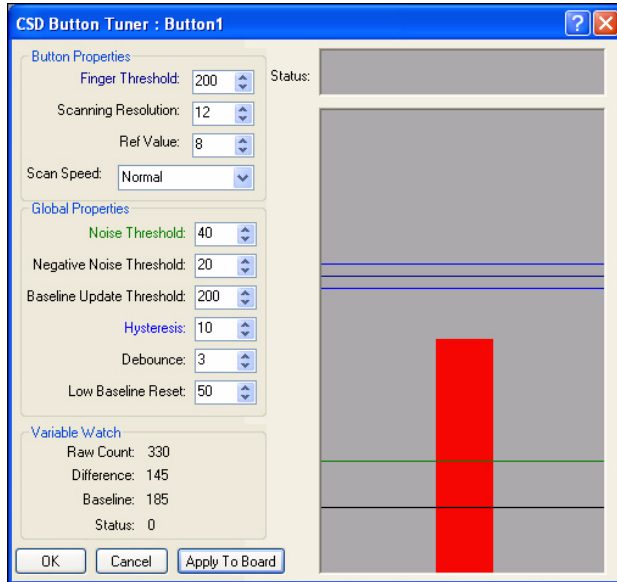 CSD Button Tuner : Button1
Button Properties
Finger Threshold: 200
Scanning Resolution: 12
Ref Value: 8
Scan Speed: Normal
Status:
Global Properties
Noise Threshold: 40
Negative Noise Threshold: 20
Baseline Update Threshold: 200
Hysteresis: 10
Debounce: 3
Low Baseline Reset: 50
Variable Watch
Raw Count: 330
Difference: 145
Baseline: 185
Status: 0
OK Cancel Apply To Board